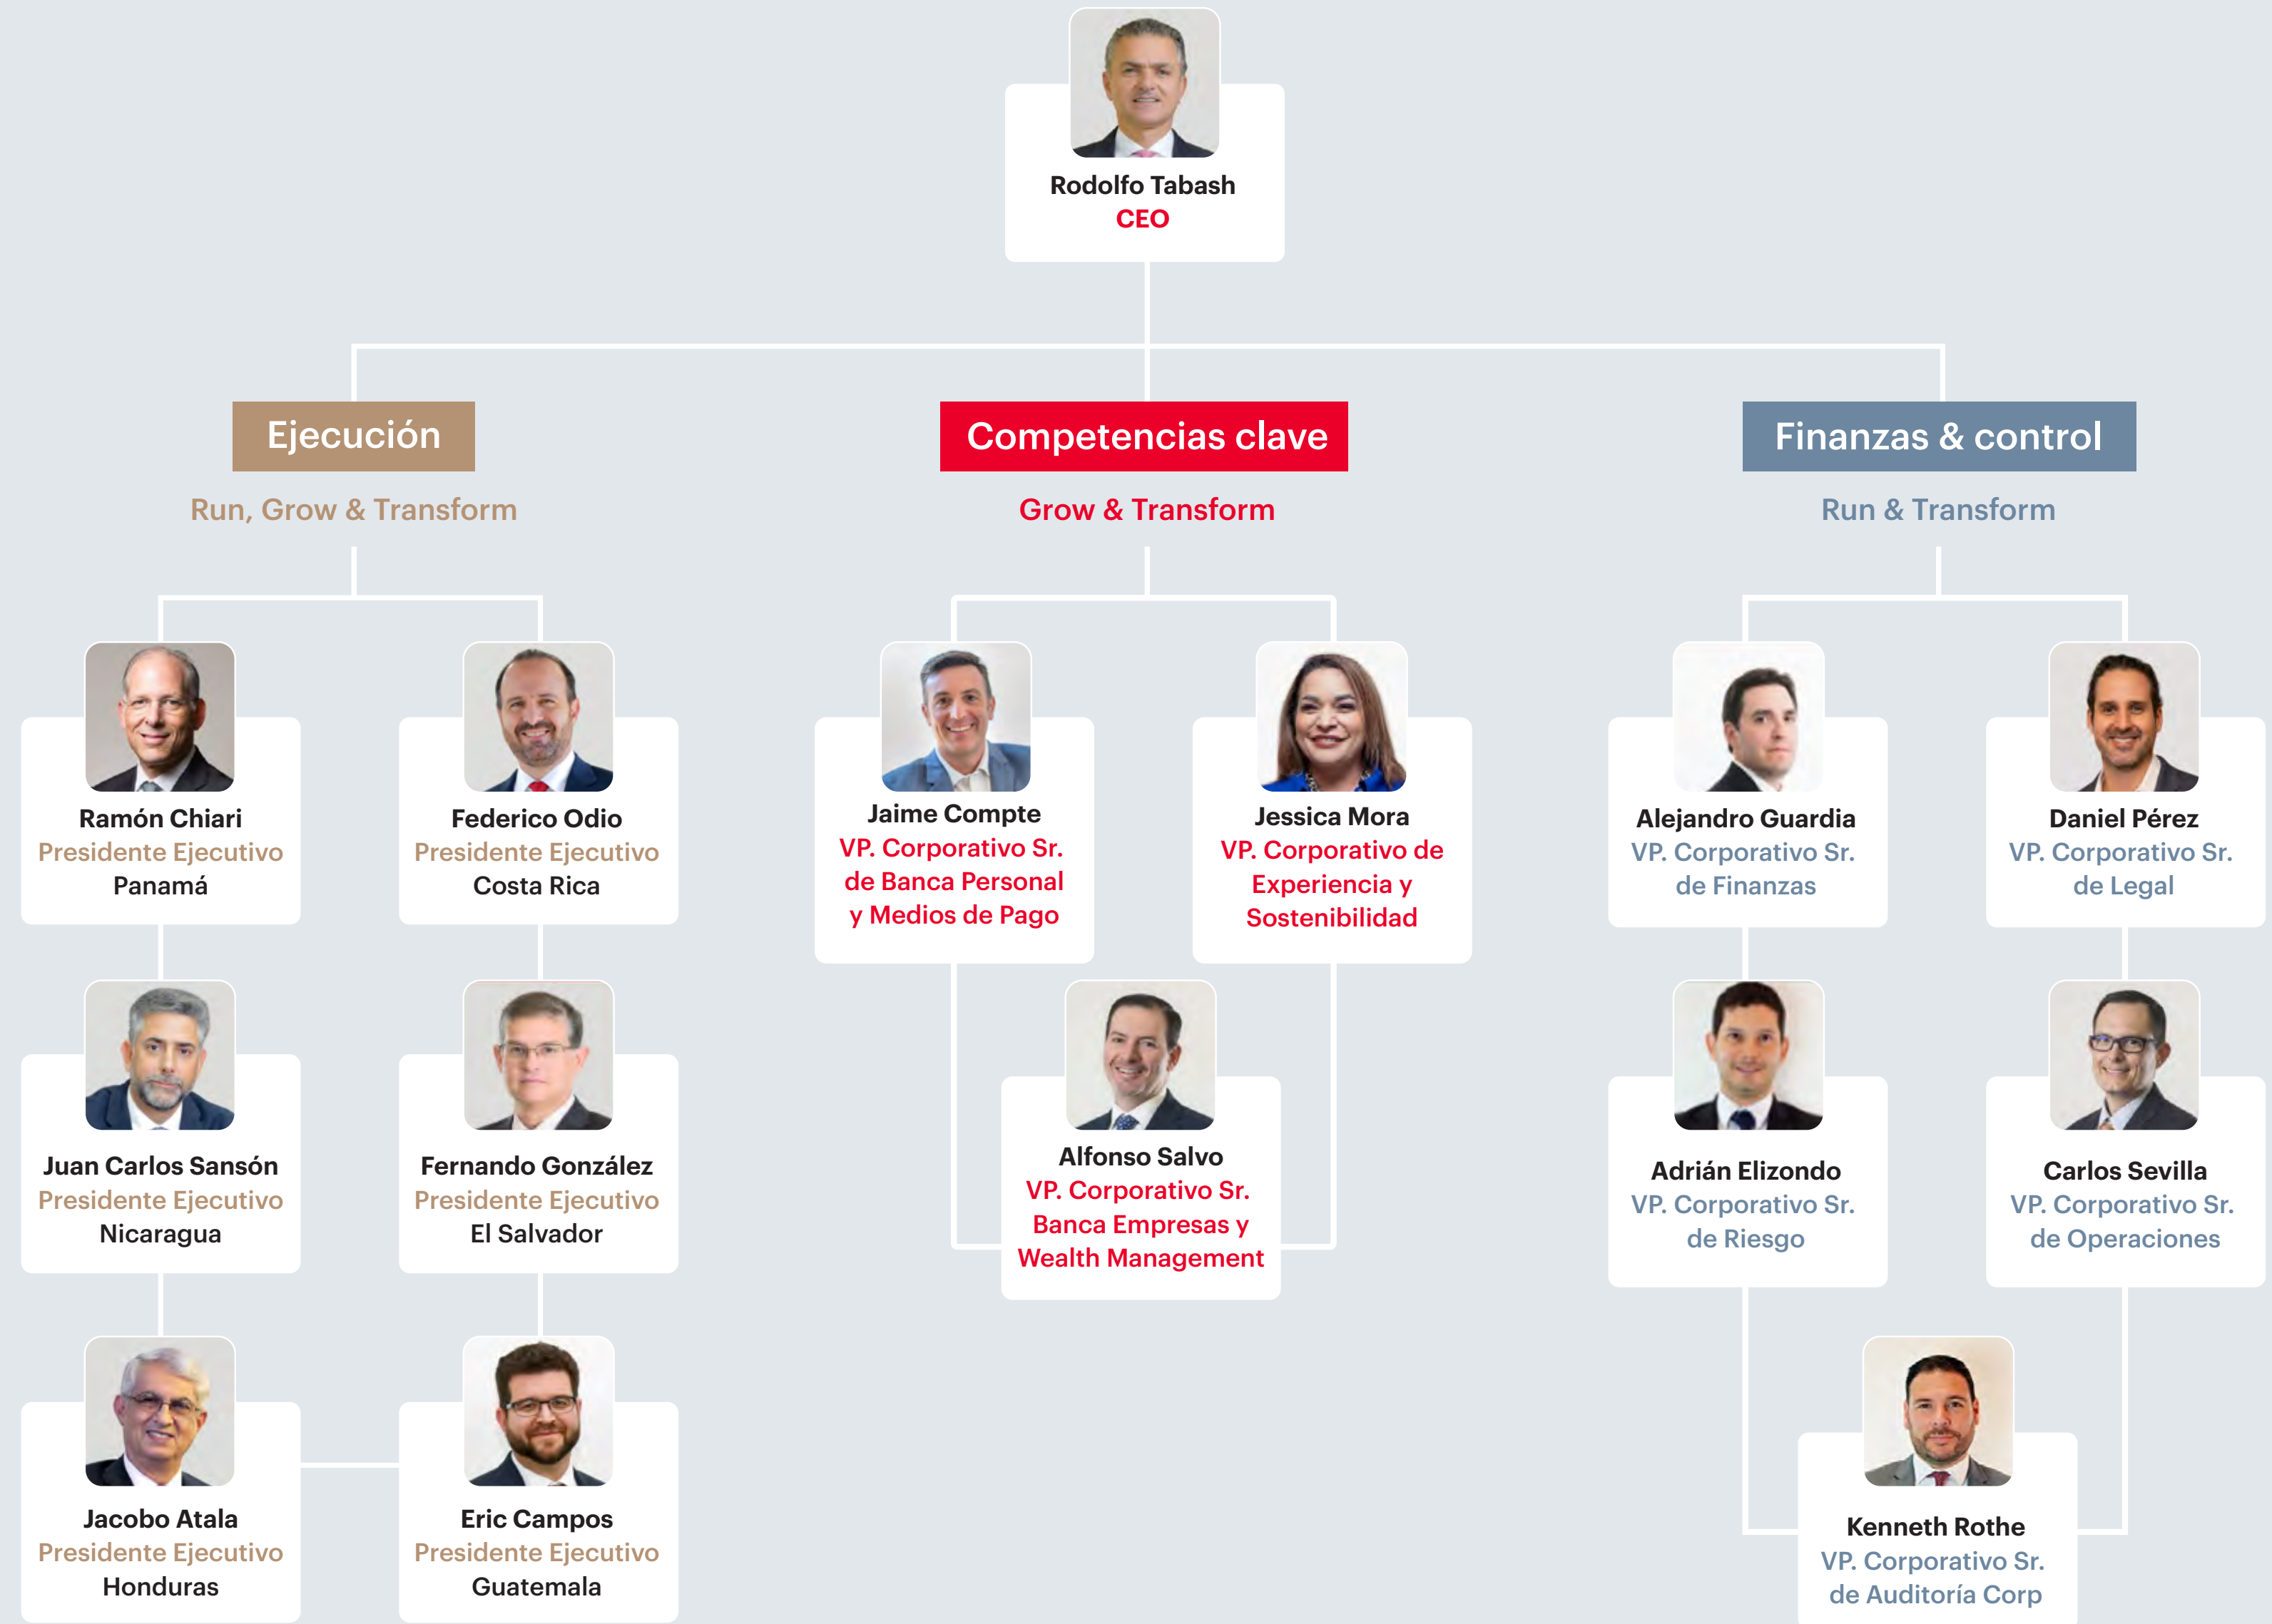 Rodolfo Tabash
CEO
Ejecución
Run, Grow & Transform
Ramón Chiari
Presidente Ejecutivo
Panamá
Federico Odio
Presidente Ejecutivo
Costa Rica
Juan Carlos Sansón
Presidente Ejecutivo
Nicaragua
Fernando González
Presidente Ejecutivo
El Salvador
Jacobo Atala
Presidente Ejecutivo
Honduras
Eric Campos
Presidente Ejecutivo
Guatemala
Competencias clave
Grow & Transform
Jaime Compte
VP. Corporativo Sr.
de Banca Personal
y Medios de Pago
Jessica Mora
VP. Corporativo de
Experiencia y
Sostenibilidad
Alfonso Salvo
VP. Corporativo Sr.
Banca Empresas y
Wealth Management
Finanzas & control
Run & Transform
Alejandro Guardia
VP. Corporativo Sr.
de Finanzas
Daniel Pérez
VP. Corporativo Sr.
de Legal
Adrián Elizondo
VP. Corporativo Sr.
de Riesgo
Carlos Sevilla
VP. Corporativo Sr.
de Operaciones
Kenneth Rothe
VP. Corporativo Sr.
de Auditoría Corp